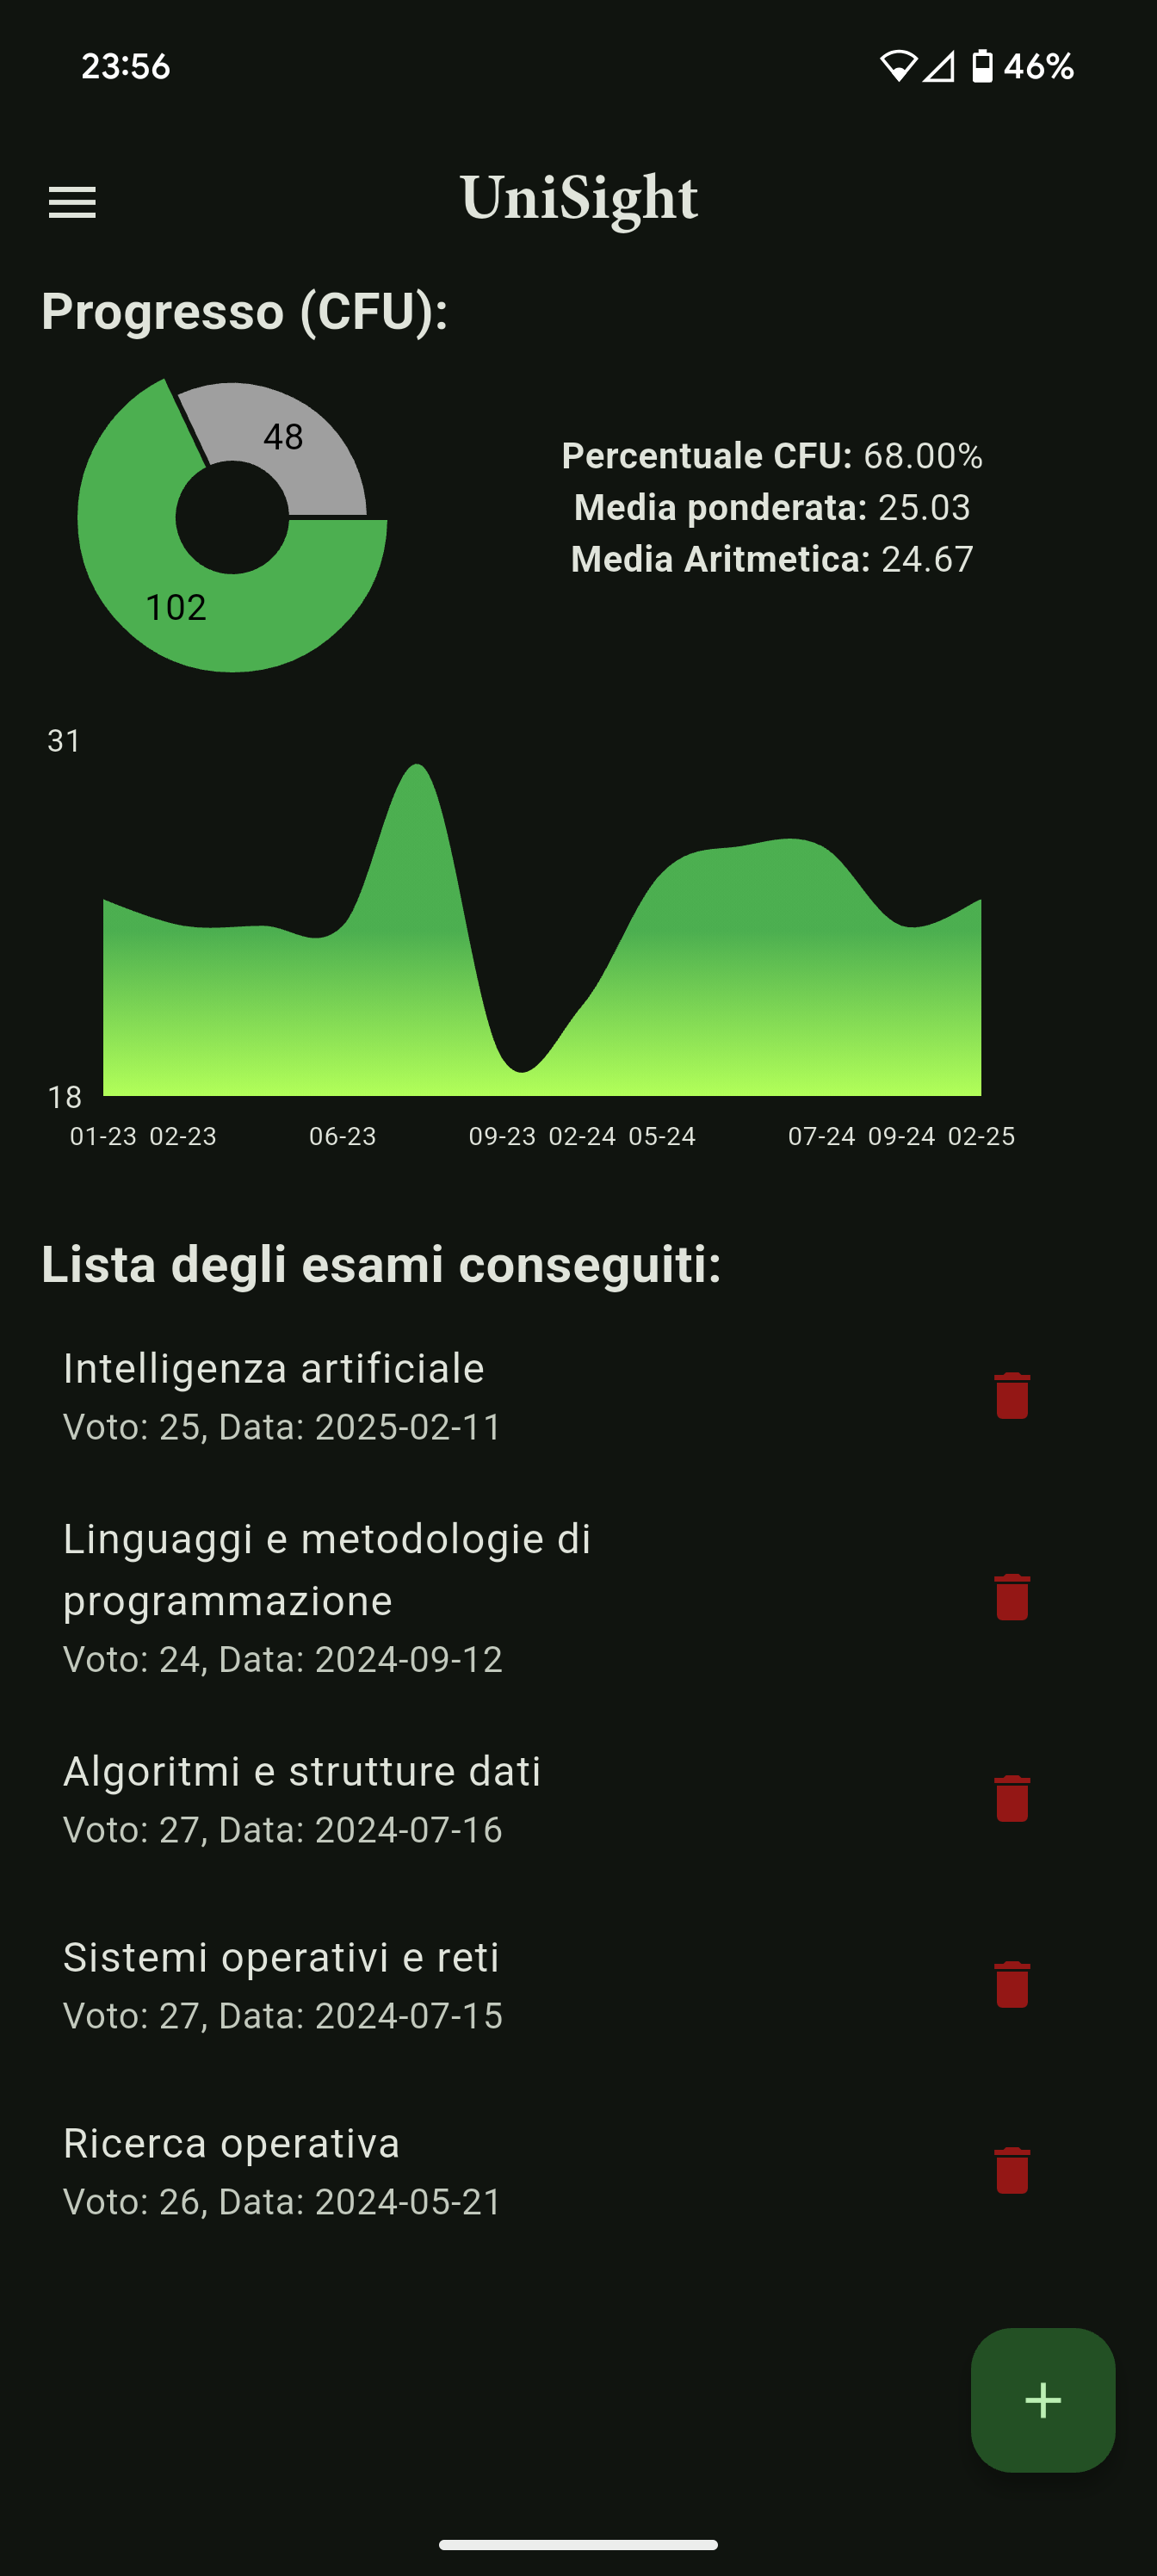 23:56 46%
UniSight
Progresso (CFU):
48
102
Percentuale CFU: 68.00%
Media ponderata: 25.03
Media Aritmetica: 24.67
31
18
01-23 02-23 06-23 09-23 02-24 05-24 07-24 09-24 02-25
Lista degli esami conseguiti:
Intelligenza artificiale
Voto: 25, Data: 2025-02-11
Linguaggi e metodologie di
programmazione
Voto: 24, Data: 2024-09-12
Algoritmi e strutture dati
Voto: 27, Data: 2024-07-16
Sistemi operativi e reti
Voto: 27, Data: 2024-07-15
Ricerca operativa
Voto: 26, Data: 2024-05-21